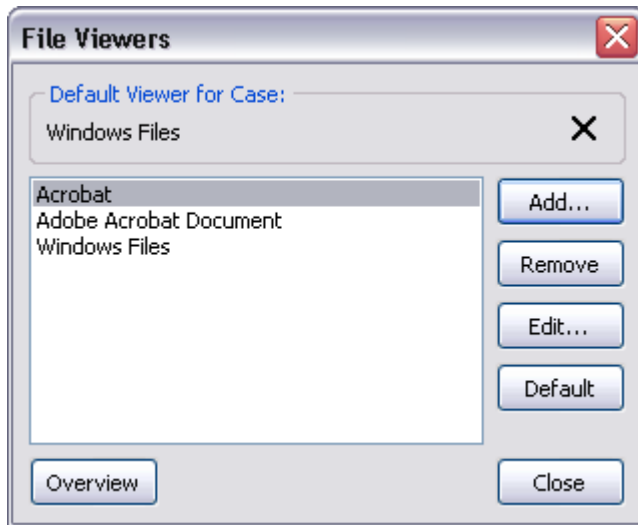 File Viewers
Default Viewer for Case:
Windows Files
Acrobat
Adobe Acrobat Document
Windows Files
Add...
Remove
Edit...
Default
Overview
Close